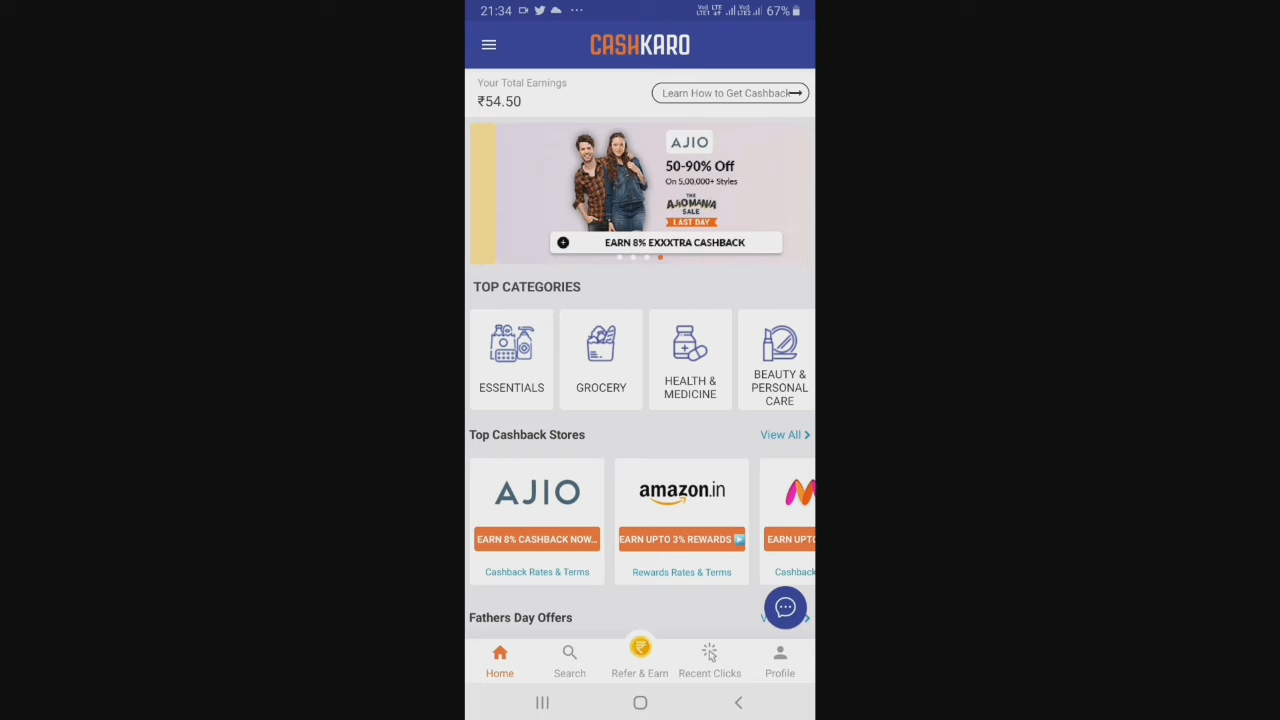 21:34
67%
CASHKARO
Your Total Earnings
₹54.50
Learn How to Get Cashback
AJIO
50-90% Off
On 5,00,000+ Styles
THE
AJIOMANIA
SALE
LAST DAY
EARN 8% EXXXTRA CASHBACK
TOP CATEGORIES
ESSENTIALS
GROCERY
HEALTH &
MEDICINE
BEAUTY &
PERSONAL
CARE
Top Cashback Stores
View All
AJIO
amazon.in
EARN 8% CASHBACK NOW...
EARN UPTO 3% REWARDS
EARN UPTO
Cashback Rates & Terms
Rewards Rates & Terms
Cashback
Fathers Day Offers
Home
Search
Refer & Earn
Recent Clicks
Profile